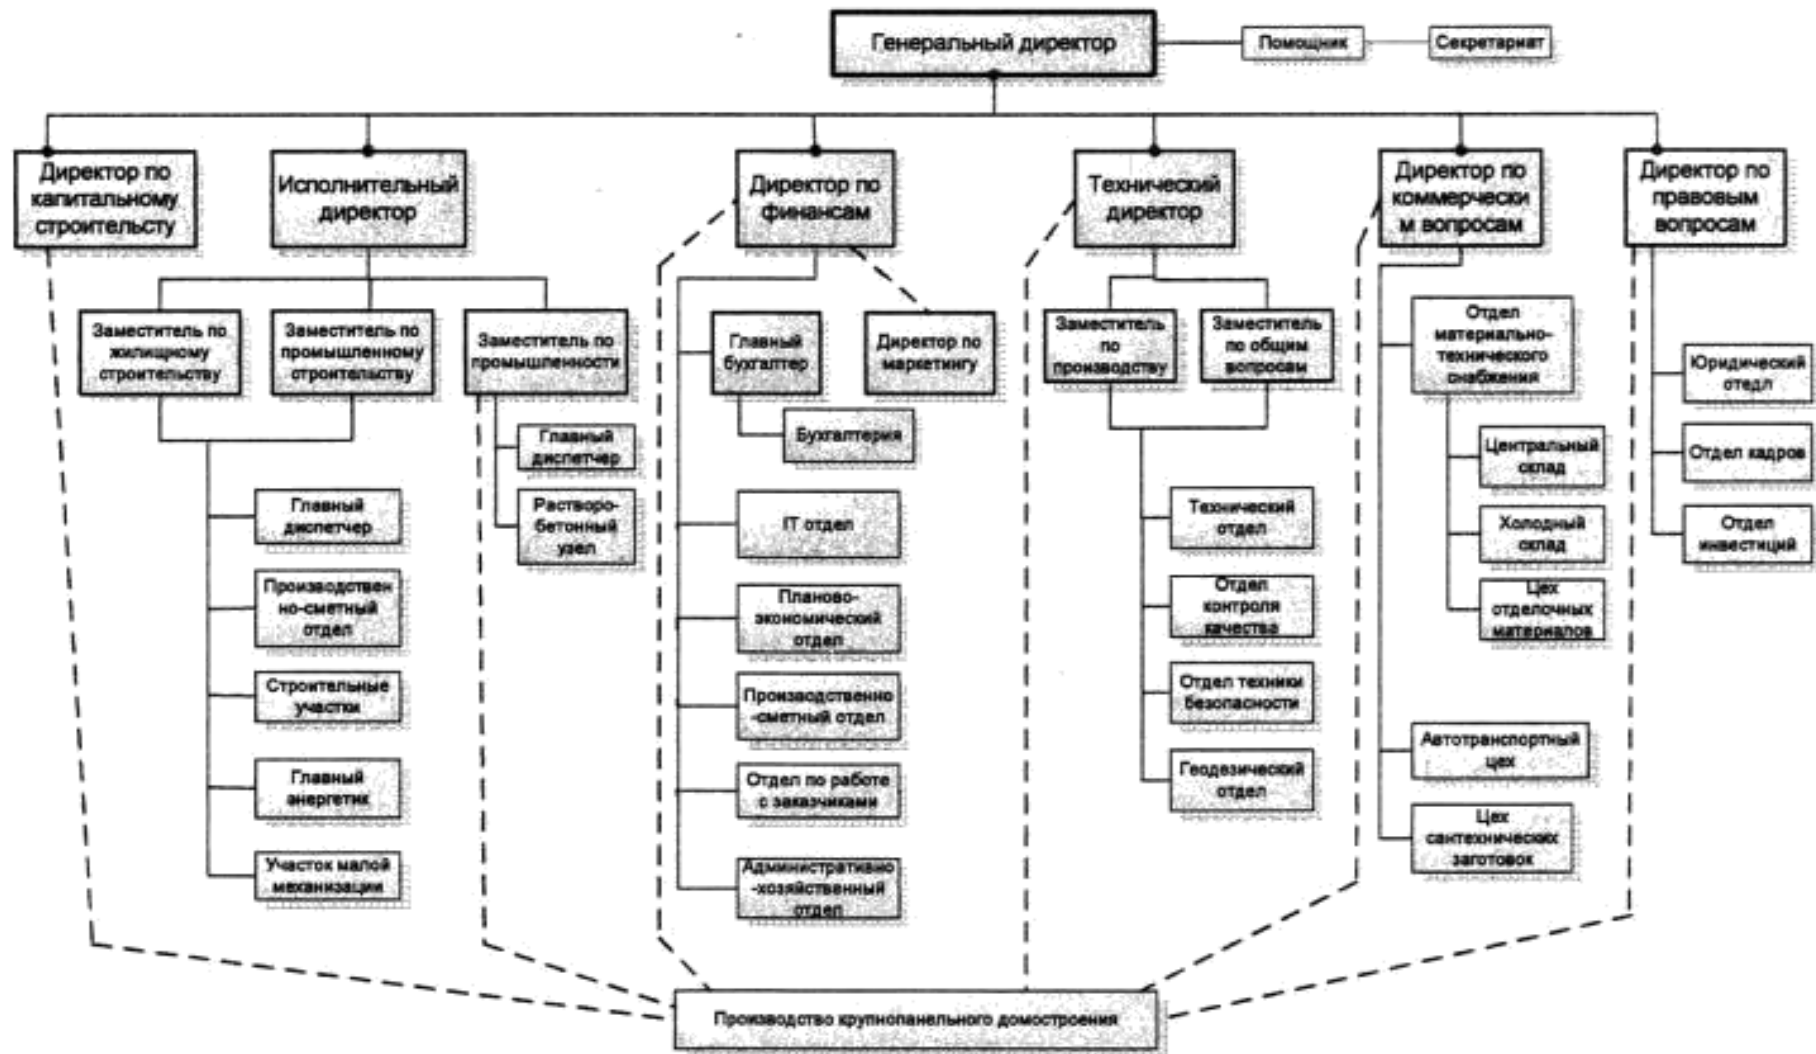 Генеральный директор
Помощник
Секретариат
Директор по
капитальному
строительсту
Исполнительный
директор
Директор по
финансам
Технический
директор
Директор по
коммерчески
м вопросам
Директор по
правовым
вопросам
Заместитель по
жилищному
строительству
Заместитель по
промышленному
строительству
Заместитель по
промышленности
Главный
бухгалтер
Директор по
маркетингу
Заместитель
по
производству
Заместитель
по общим
вопросам
Отдел
материально-
технического
снабжения
Юридический
отедл
Главный
диспетчер
Растворо-
бетонный
узел
Бухгалтерия
Центральный
склад
Отдел кадров
Главный
диспетчер
IT отдел
Технический
отдел
Холодный
склад
Отдел
инвестиций
Производствен
но-сметный
отдел
Планово-
экономический
отдел
Отдел
контроля
качества
Цех
отделочных
материалов
Строительные
участки
Производственно
-сметный отдел
Отдел техники
безопасности
Автотранспортный
цех
Главный
энергетик
Отдел по работе
с заказчиками
Геодезический
отдел
Цех
сантехнических
заготовок
Участок малой
механизации
Административно
-хозяйственный
отдел
Производство крупнопанельного домостроения